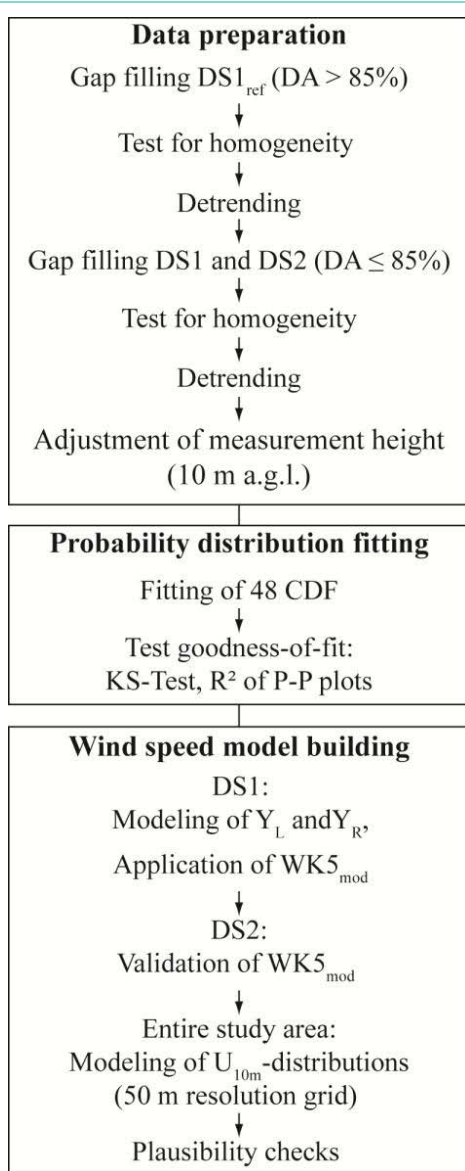 Data preparation
Gap filling DS1ref (DA > 85%)
Test for homogeneity
Detrending
Gap filling DS1 and DS2 (DA ≤ 85%)
Test for homogeneity
Detrending
Adjustment of measurement height
(10 m a.g.l.)
Probability distribution fitting
Fitting of 48 CDF
Test goodness-of-fit:
KS-Test, R² of P-P plots
Wind speed model building
DS1:
Modeling of YL andYR,
Application of WK5mod
DS2:
Validation of WK5mod
Entire study area:
Modeling of U10m-distributions
(50 m resolution grid)
Plausibility checks